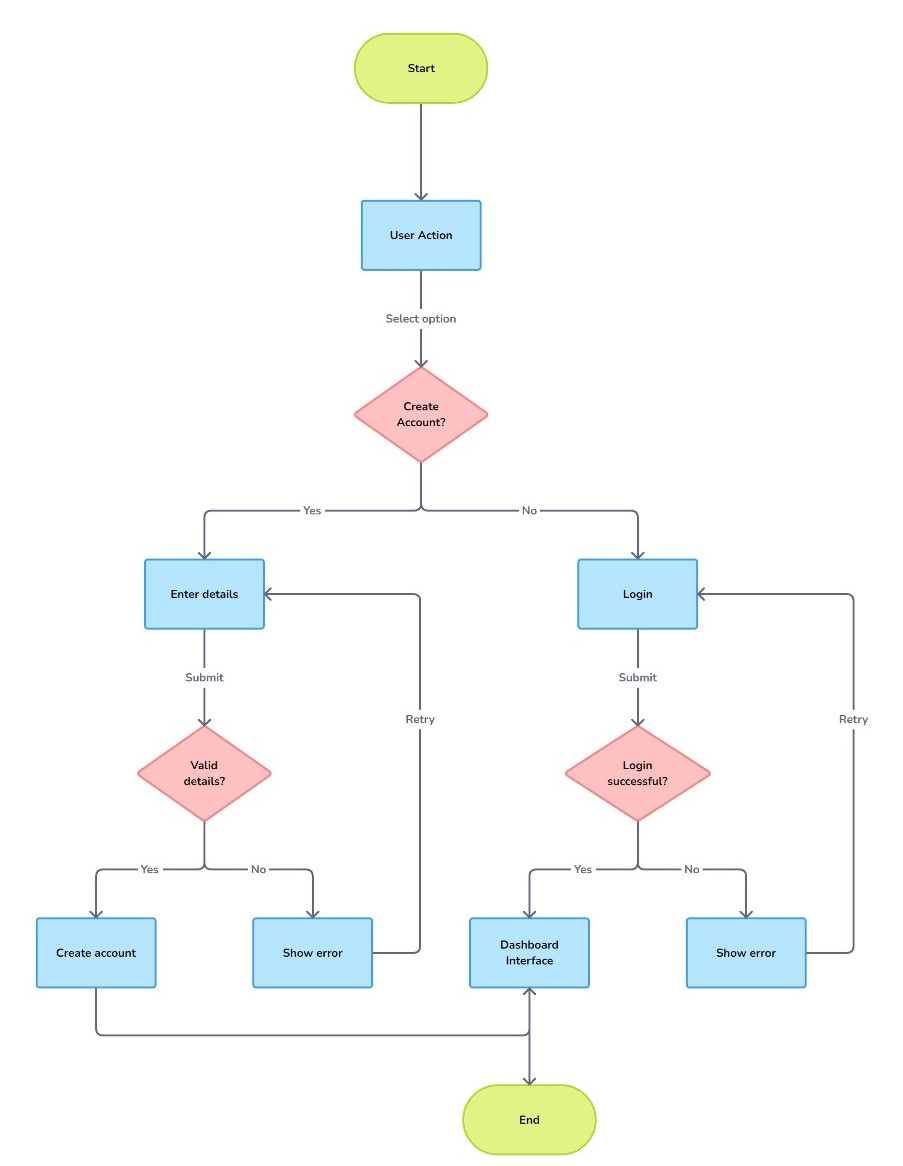 Start
User Action
Select option
Create
Account?
Yes
No
Enter details
Login
Submit
Submit
Retry
Retry
Valid
details?
Login
successful?
Yes
No
Yes
No
Create account
Show error
Dashboard
Interface
Show error
End